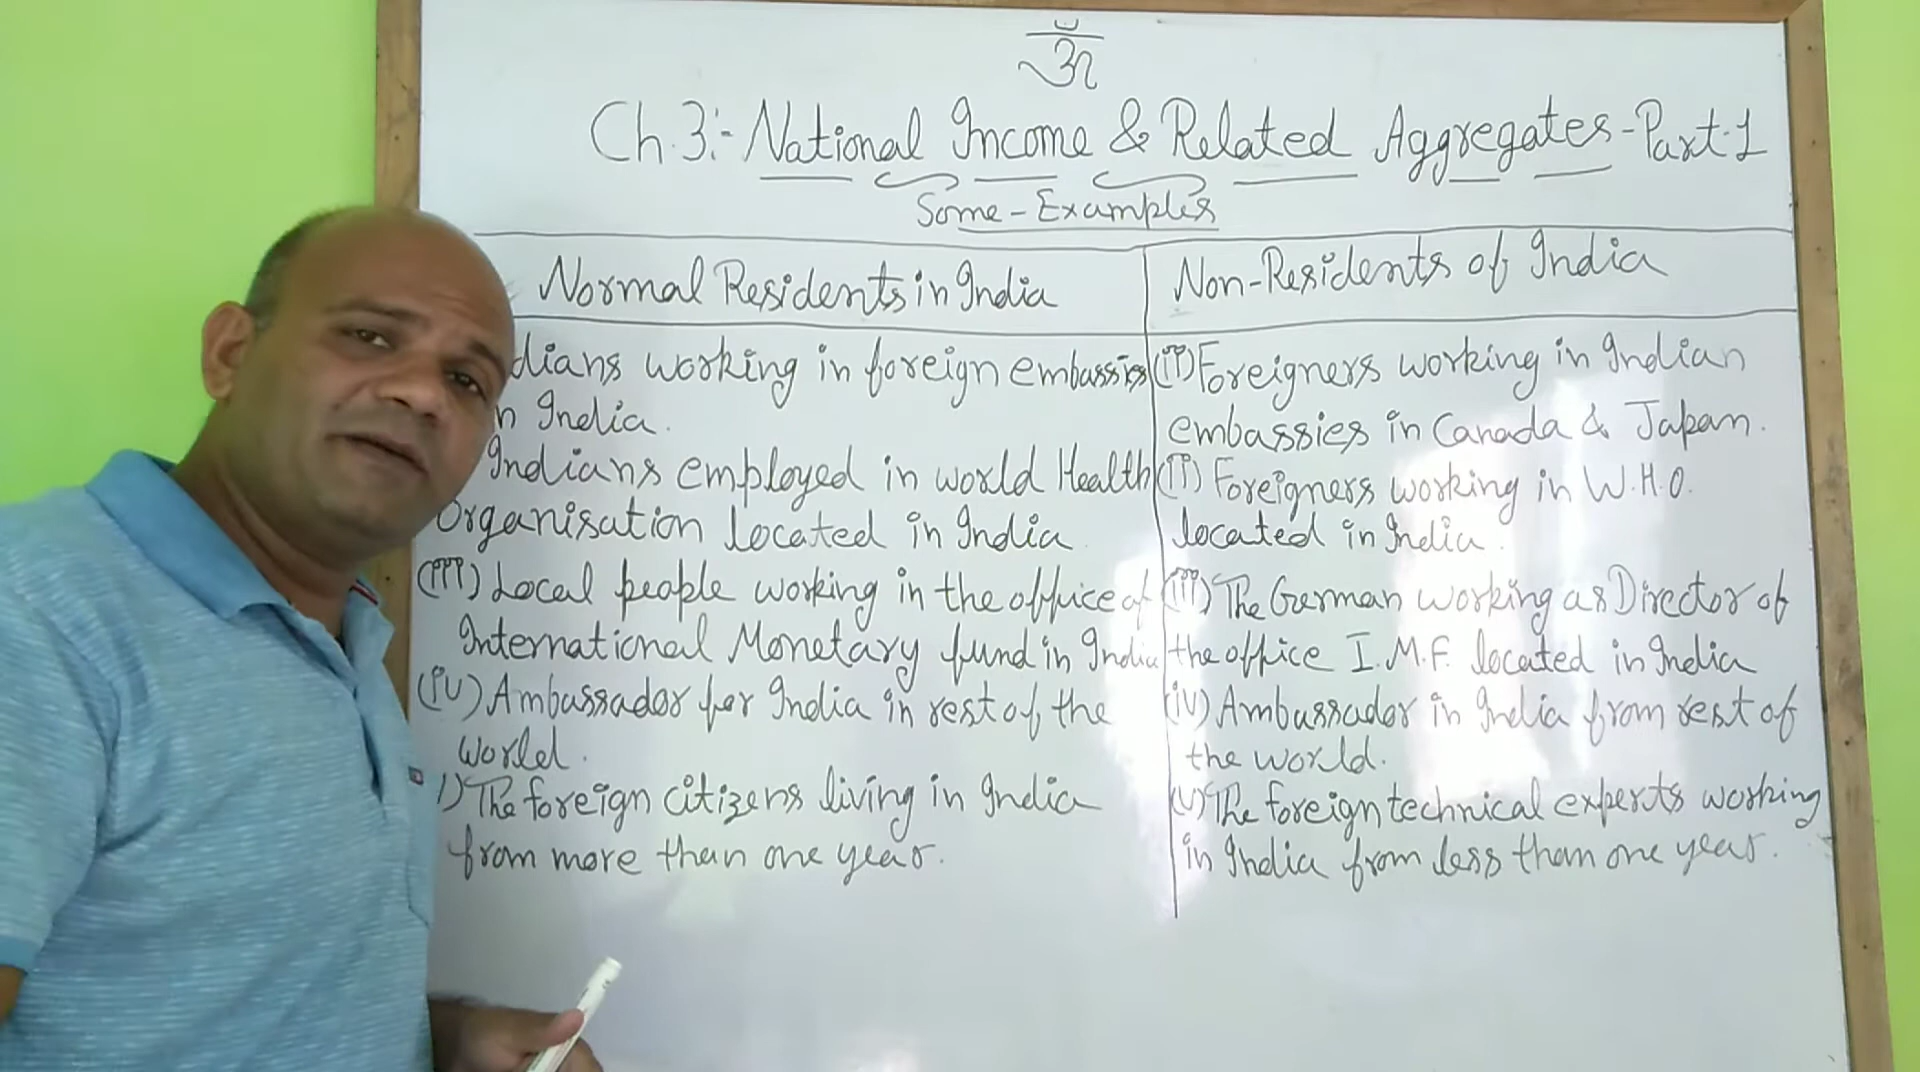 ॐ
Ch.3:- National Income & Related Aggregates-Part-1
Some-Examples
Normal Residents in India
Non-Residents of India
dians working in foreign embassies
n India.
Indians employed in world Health
Organisation located in India
(iii) Local people working in the office of
International Monetary fund in India
(iv) Ambassador for India in rest of the
world.
) The foreign citizens living in India
from more than one year.
Foreigners working in Indian
embassies in Canada & Japan.
(ii) Foreigners working in W.H.O.
located in India.
(iii) The German working as Director of
the office I.M.F. located in India
(iv) Ambassador in India from rest of
the world.
(v) The foreign technical experts working
in India from less than one year.